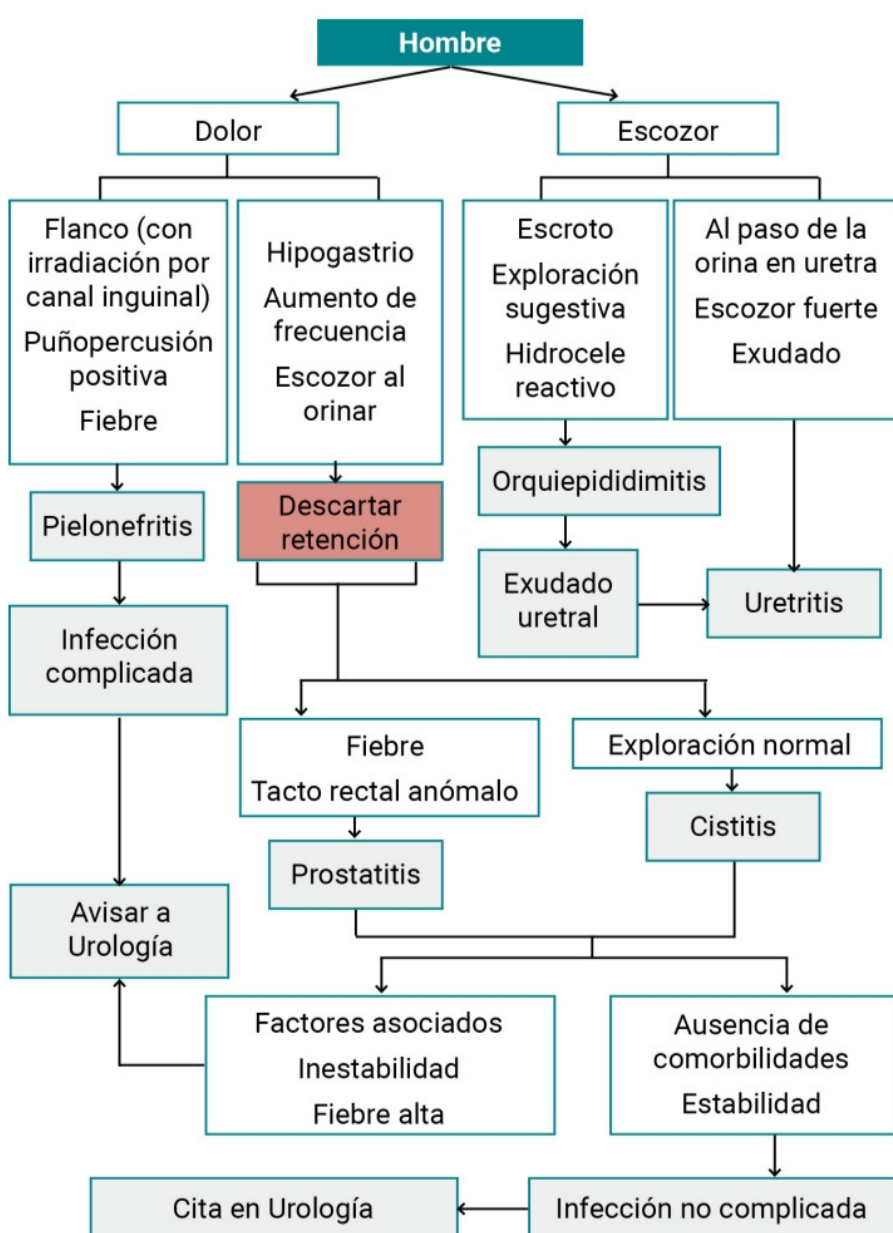 Hombre
Dolor
Escozor
Flanco (con
irradiación por
canal inguinal)
Puñopercusión
positiva
Fiebre
Hipogastrio
Aumento de
frecuencia
Escozor al
orinar
Escroto
Exploración
sugestiva
Hidrocele
reactivo
Al paso de la
orina en uretra
Escozor fuerte
Exudado
Pielonefritis
Descartar
retención
Orquiepididimitis
Exudado
uretral
Uretritis
Infección
complicada
Fiebre
Tacto rectal anómalo
Exploración normal
Prostatitis
Cistitis
Avisar a
Urología
Factores asociados
Inestabilidad
Fiebre alta
Ausencia de
comorbilidades
Estabilidad
Cita en Urología
Infección no complicada